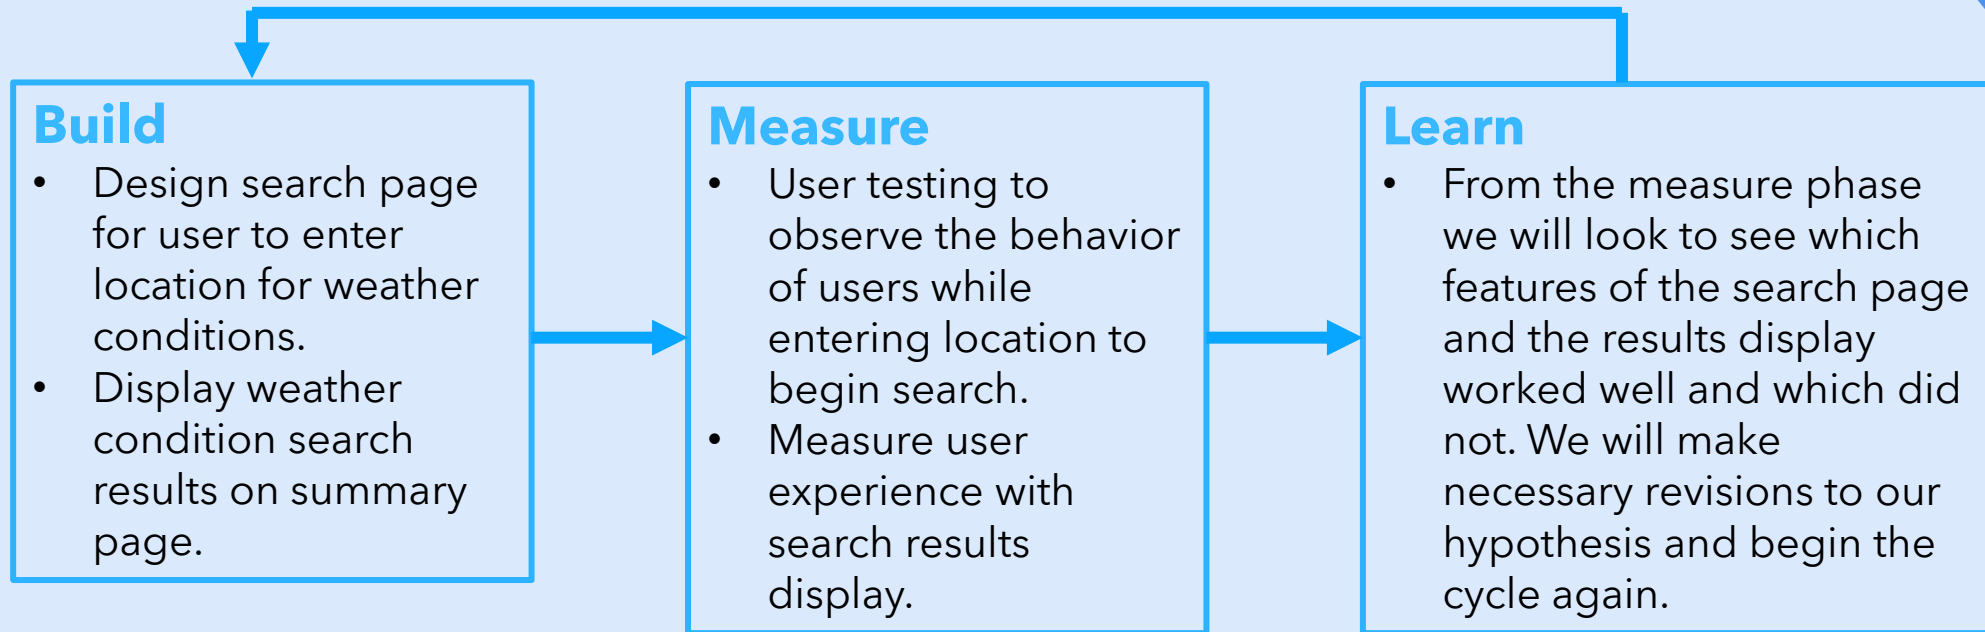 Build
• Design search page
for user to enter
location for weather
conditions.
• Display weather
condition search
results on summary
page.
Measure
• User testing to
observe the behavior
of users while
entering location to
begin search.
• Measure user
experience with
search results
display.
Learn
• From the measure phase
we will look to see which
features of the search page
and the results display
worked well and which did
not. We will make
necessary revisions to our
hypothesis and begin the
cycle again.